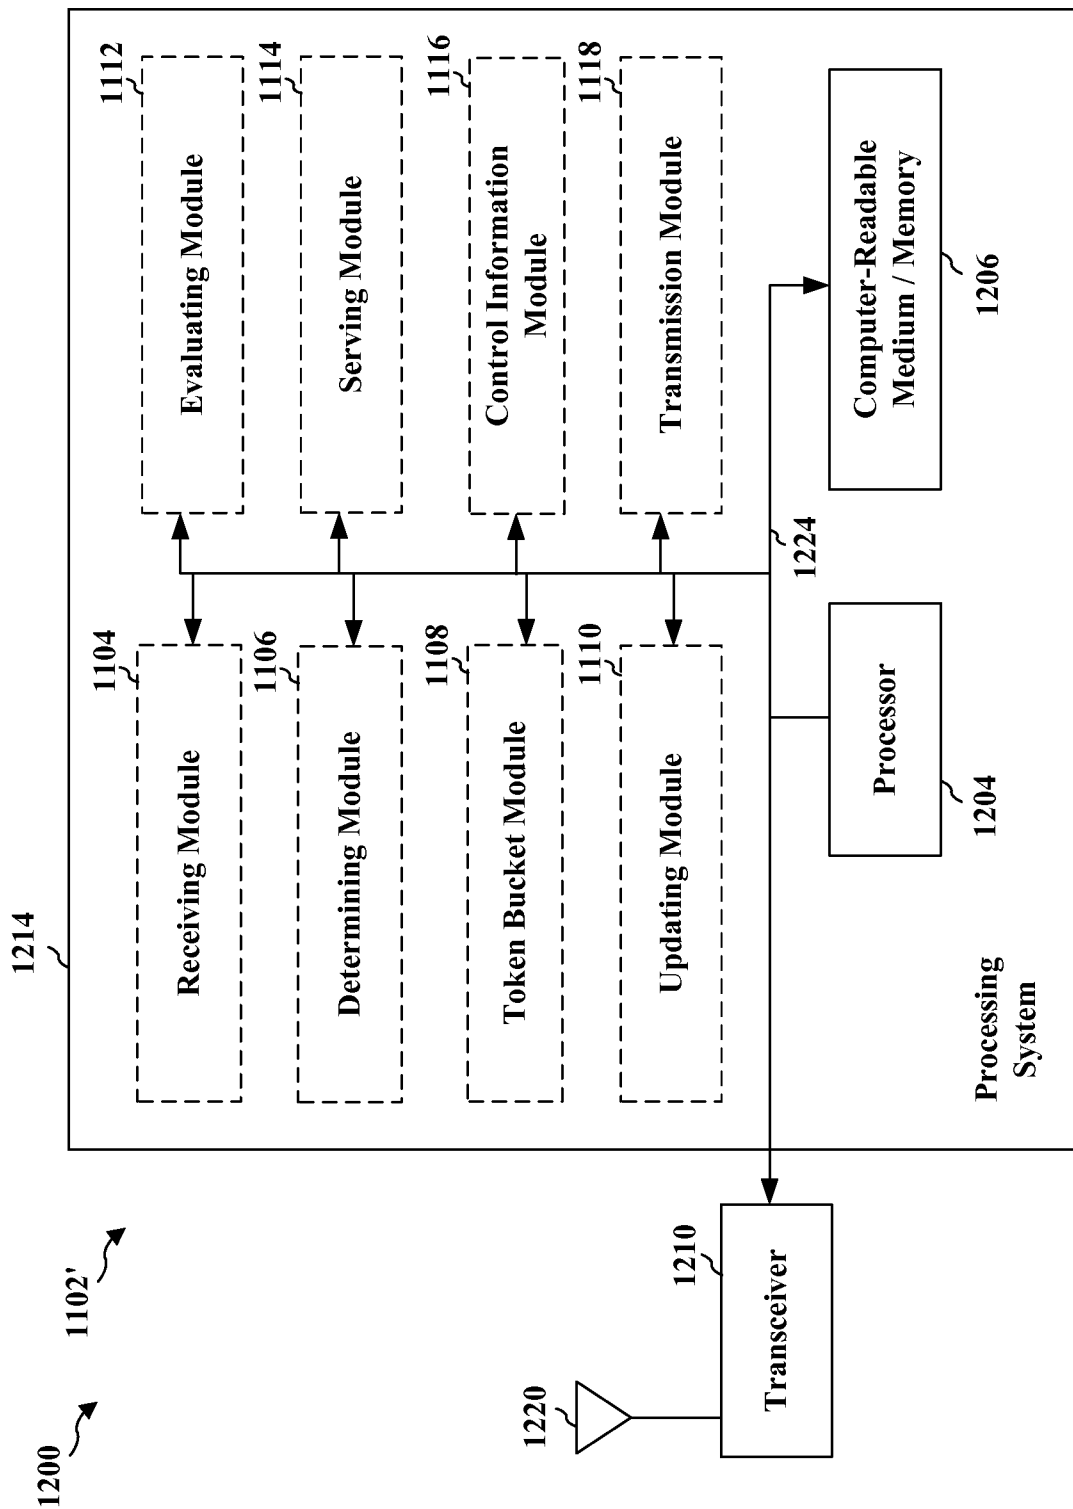 1200
1102'
1214
1104
Receiving Module
1112
Evaluating Module
1106
Determining Module
1114
Serving Module
1108
Token Bucket Module
1116
Control Information
Module
1110
Updating Module
1118
Transmission Module
1220
1210
Transceiver
1224
Processor
1204
Computer-Readable
Medium / Memory
1206
Processing
System